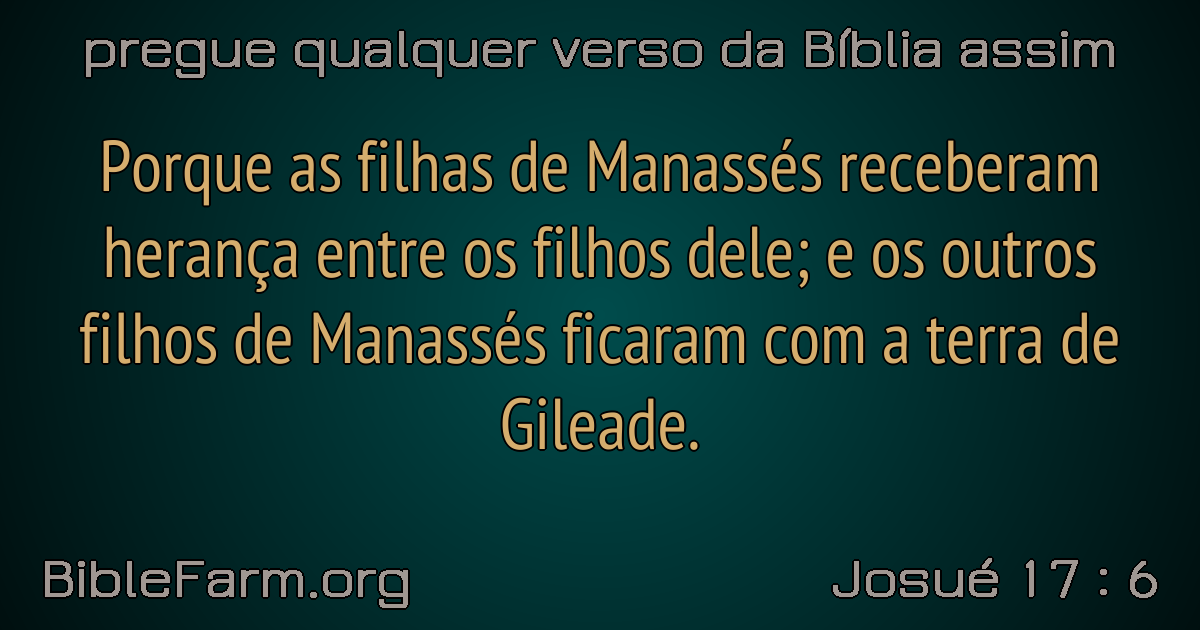 pregue qualquer verso da Bíblia assim
Porque as filhas de Manassés receberam
herança entre os filhos dele; e os outros
filhos de Manassés ficaram com a terra de
Gileade.
BibleFarm.org
Josué 17 : 6